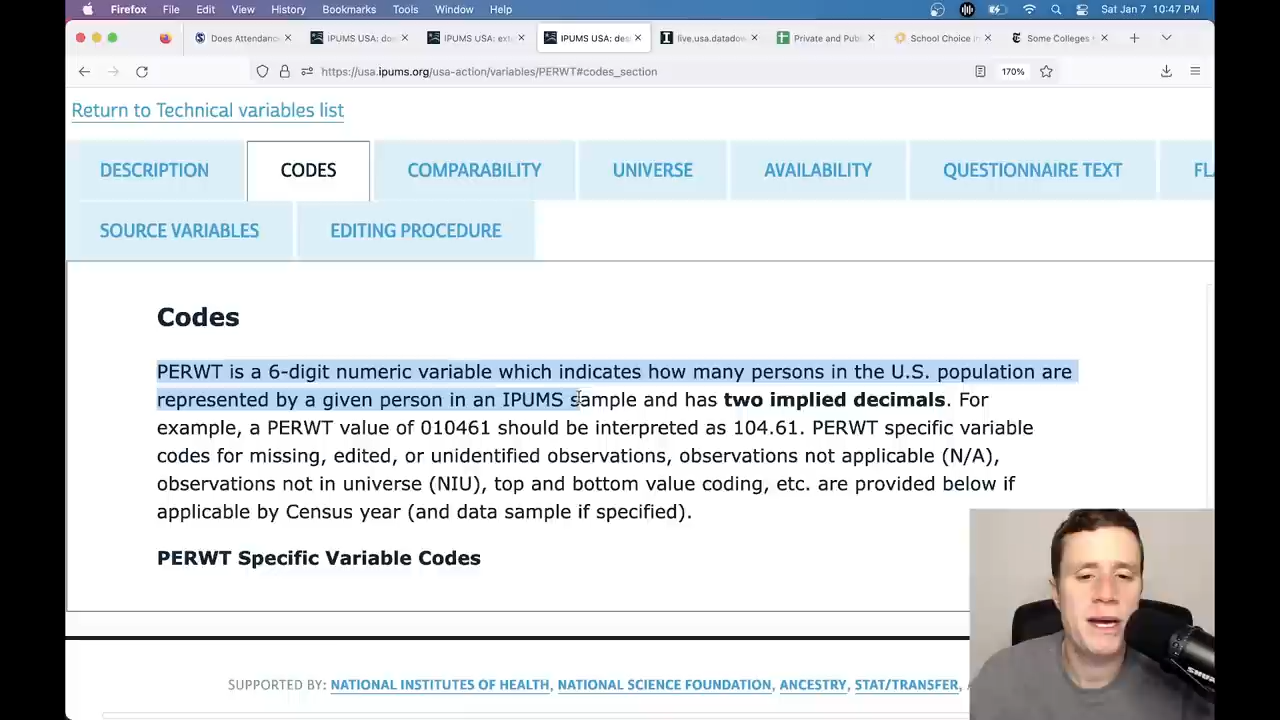 Firefox File Edit View History Bookmarks Tools Window Help Sat Jan 7 10:47 PM
Does Attendanc IPUMS USA: do IPUMS USA: ext IPUMS USA: des live.usa.datadow Private and Pub School Choice in Some Colleges
https://usa.ipums.org/usa-action/variables/PERWT#codes_section 170%
Return to Technical variables list
DESCRIPTION CODES COMPARABILITY UNIVERSE AVAILABILITY QUESTIONNAIRE TEXT FL
SOURCE VARIABLES EDITING PROCEDURE
Codes
PERWT is a 6-digit numeric variable which indicates how many persons in the U.S. population are
represented by a given person in an IPUMS sample and has two implied decimals. For
example, a PERWT value of 010461 should be interpreted as 104.61. PERWT specific variable
codes for missing, edited, or unidentified observations, observations not applicable (N/A),
observations not in universe (NIU), top and bottom value coding, etc. are provided below if
applicable by Census year (and data sample if specified).
PERWT Specific Variable Codes
SUPPORTED BY: NATIONAL INSTITUTES OF HEALTH, NATIONAL SCIENCE FOUNDATION, ANCESTRY, STAT/TRANSFER,